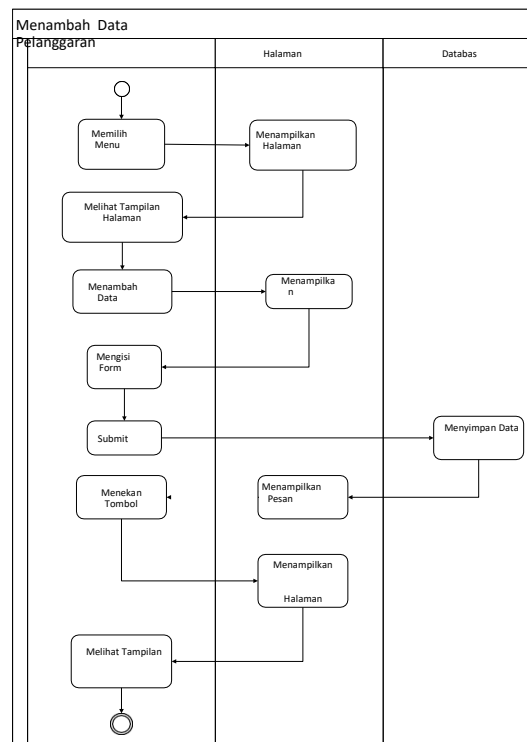 Menambah Data
Pelanggaran
Halaman
Databas
Memilih
Menu
Menampilkan
Halaman
Melihat Tampilan
Halaman
Menambah
Data
Menampilka
n
Mengisi
Form
Submit
Menyimpan Data
Menekan
Tombol
Menampilkan
Pesan
Menampilkan
Halaman
Melihat Tampilan